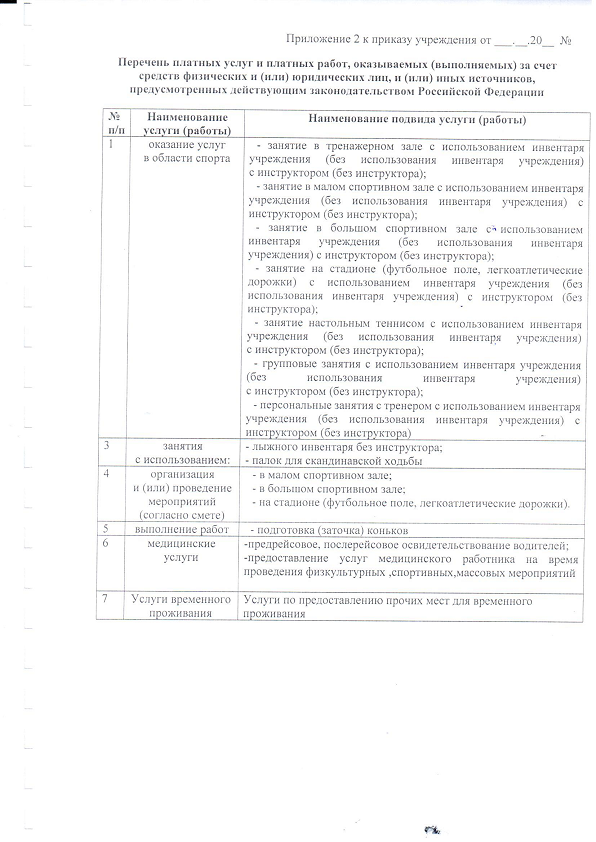 Приложение 2 к приказу учреждения от ___.__.20__ №
Перечень платных услуг и платных работ, оказываемых (выполняемых) за счет
средств физических и (или) юридических лиц, и (или) иных источников,
предусмотренных действующим законодательством Российской Федерации
№
п/п
Наименование
услуги (работы)
Наименование подвида услуги (работы)
1
оказание услуг
в области спорта
- занятие в тренажерном зале с использованием инвентаря
учреждения (без использования инвентаря учреждения)
с инструктором (без инструктора);
- занятие в малом спортивном зале с использованием инвентаря
учреждения (без использования инвентаря учреждения) с
инструктором (без инструктора);
- занятие в большом спортивном зале с использованием
инвентаря учреждения (без использования инвентаря
учреждения) с инструктором (без инструктора);
- занятие на стадионе (футбольное поле, легкоатлетические
дорожки) с использованием инвентаря учреждения (без
использования инвентаря учреждения) с инструктором (без
инструктора);
- занятие настольным теннисом с использованием инвентаря
учреждения (без использования инвентаря учреждения)
с инструктором (без инструктора);
- групповые занятия с использованием инвентаря учреждения
(без использования инвентаря учреждения)
с инструктором (без инструктора);
- персональные занятия с тренером с использованием инвентаря
учреждения (без использования инвентаря учреждения) с
инструктором (без инструктора)
3
занятия
с использованием:
- лыжного инвентаря без инструктора;
- палок для скандинавской ходьбы
4
организация
и (или) проведение
мероприятий
(согласно смете)
- в малом спортивном зале;
- в большом спортивном зале;
- на стадионе (футбольное поле, легкоатлетические дорожки).
5
выполнение работ
- подготовка (заточка) коньков
6
медицинские
услуги
-предрейсовое, послерейсовое освидетельствование водителей;
-предоставление услуг медицинского работника на время
проведения физкультурных ,спортивных,массовых мероприятий
7
Услуги временного
проживания
Услуги по предоставлению прочих мест для временного
проживания